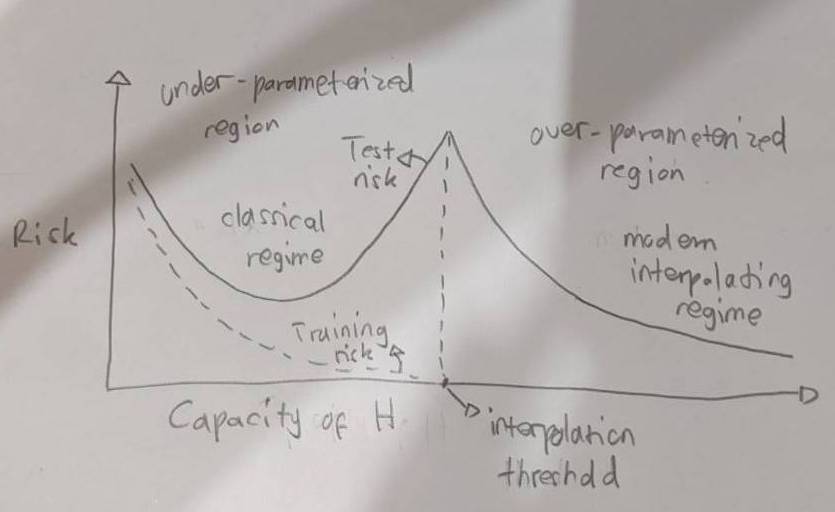 under-parameterized
region
Test
risk
over-parameterized
region
Risk
classical
regime
modern
interpolating
regime
Training
risk
Capacity of H
interpolation
threshold